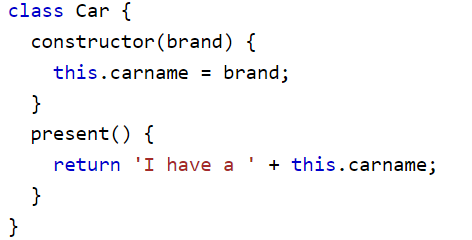 class Car {
  constructor(brand) {
    this.carname = brand;
  }
  present() {
    return 'I have a ' + this.carname;
  }
}